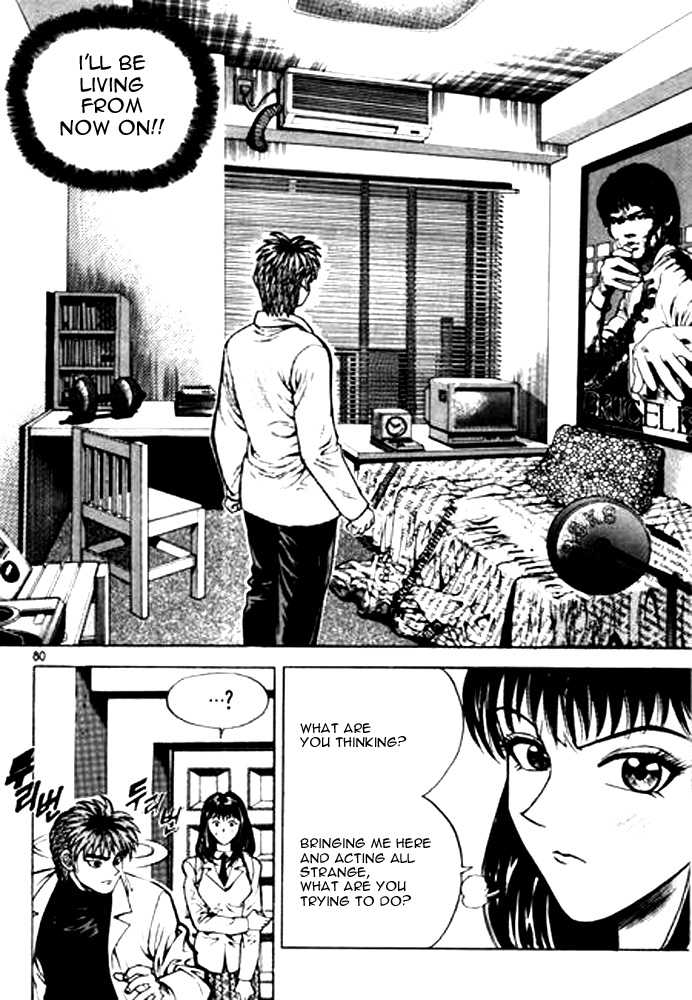 I'LL BE
LIVING
FROM
NOW ON!!
80
...?
두리번
두리번
WHAT ARE
YOU THINKING?
BRINGING ME HERE
AND ACTING ALL
STRANGE,
WHAT ARE YOU
TRYING TO DO?